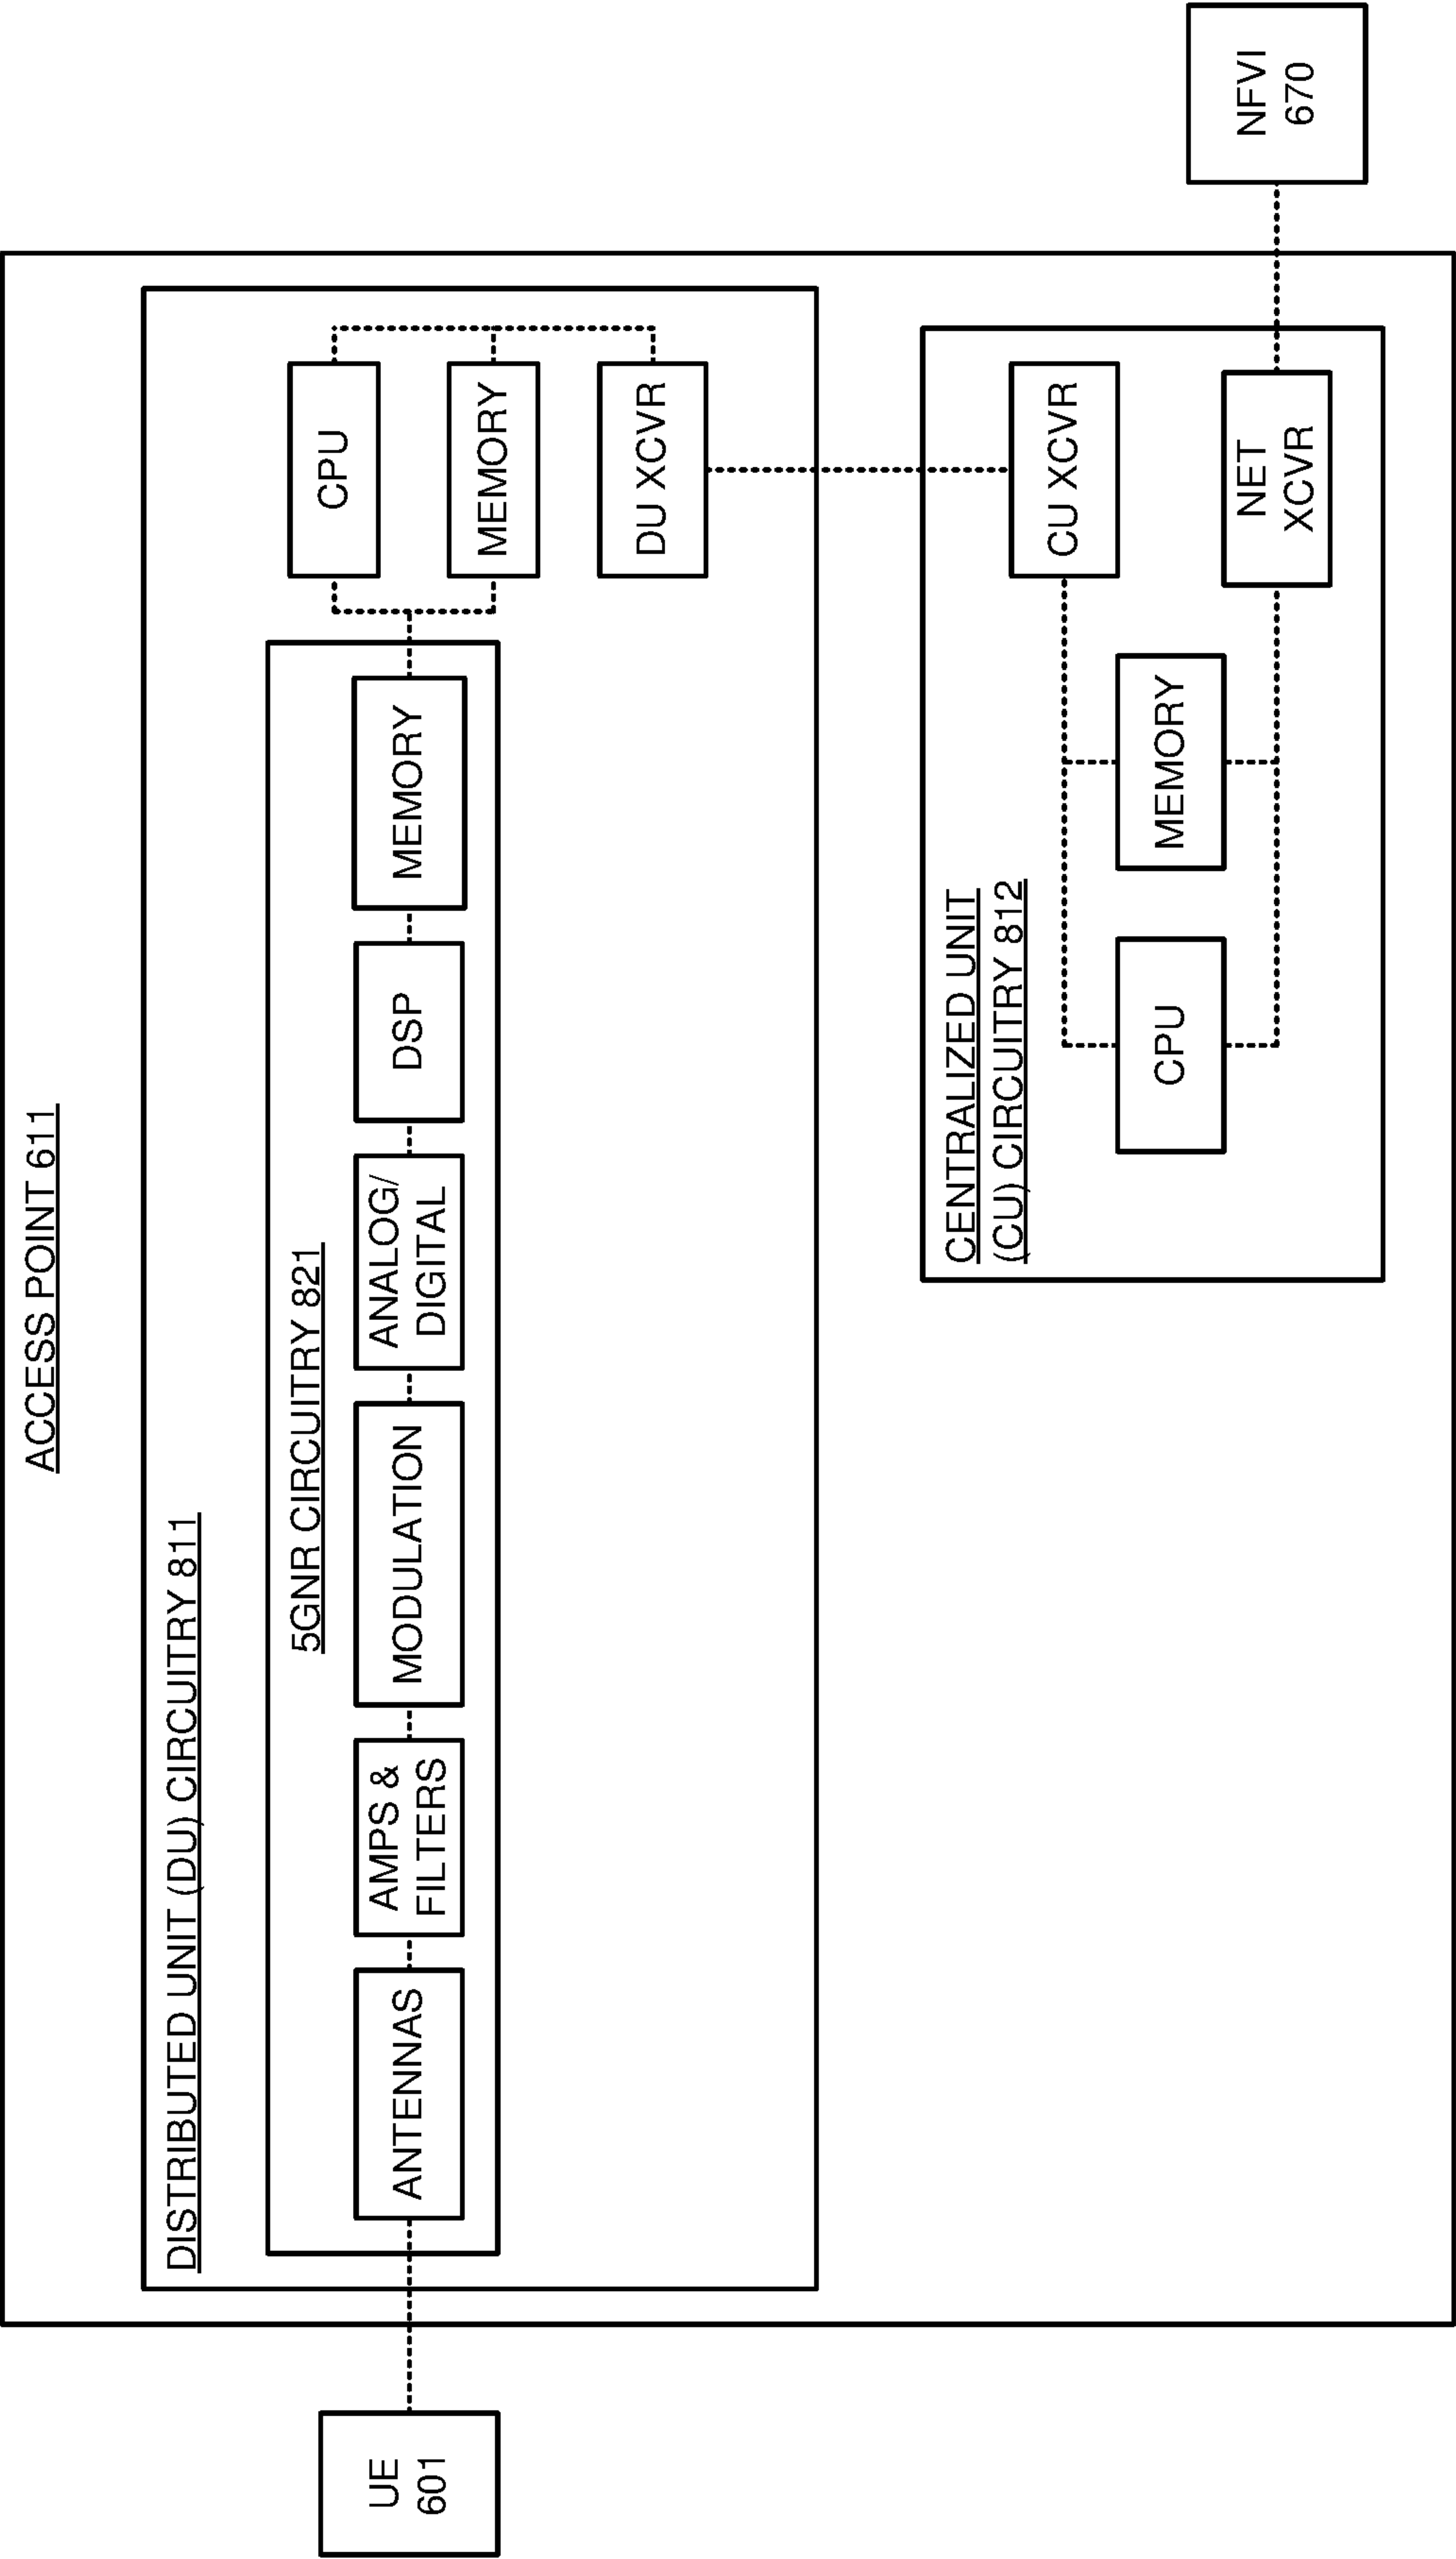 ACCESS POINT 611
DISTRIBUTED UNIT (DU) CIRCUITRY 811
5GNR CIRCUITRY 821
UE
601
ANTENNAS
AMPS &
FILTERS
MODULATION
ANALOG/
DIGITAL
DSP
MEMORY
CPU
MEMORY
DU XCVR
CENTRALIZED UNIT
(CU) CIRCUITRY 812
CPU
MEMORY
CU XCVR
NET
XCVR
NFVI
670